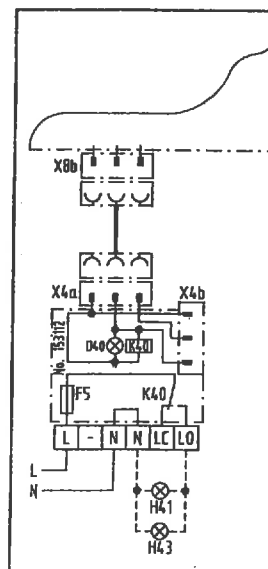 X8b
X4a
X4b
No. 153112
D40
K40
F5
K40
L - N N LC LO
L
N
H41
H43